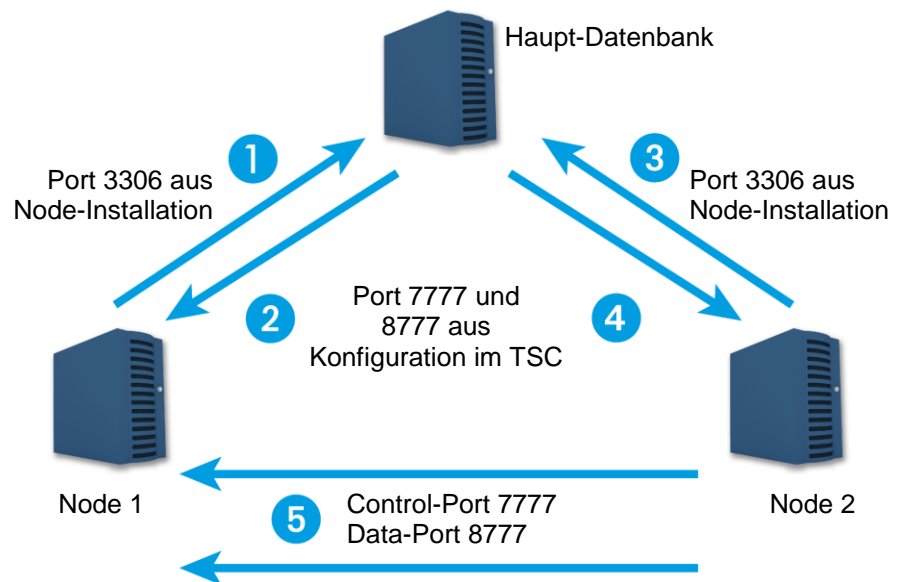 Haupt-Datenbank
1
3
Port 3306 aus
Node-Installation
Port 3306 aus
Node-Installation
2
Port 7777 und
8777 aus
Konfiguration im TSC
4
Node 1
5
Control-Port 7777
Data-Port 8777
Node 2